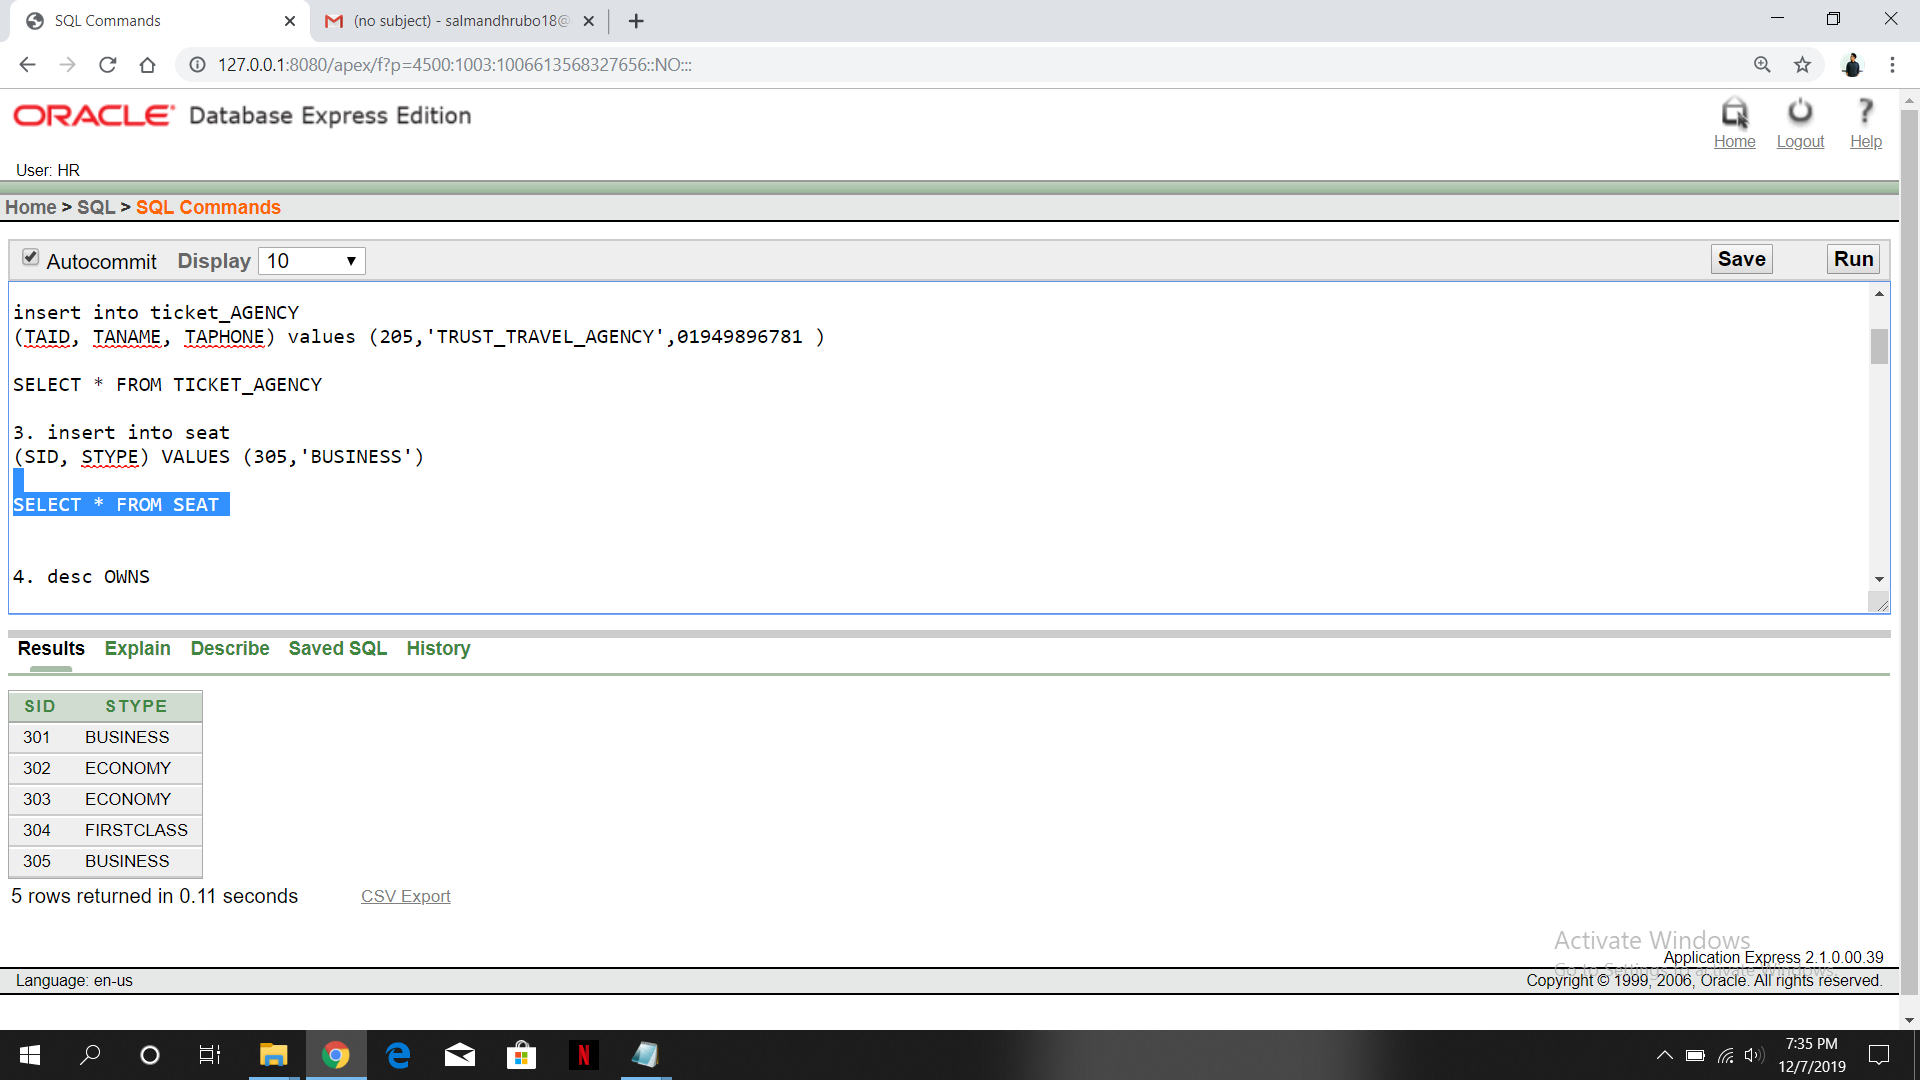 SQL Commands
(no subject) - salmandhrubo18@
127.0.0.1:8080/apex/f?p=4500:1003:1006613568327656::NO:::
ORACLE Database Express Edition
Home Logout Help
User: HR
Home > SQL > SQL Commands
Autocommit Display 10 Save Run
insert into ticket_AGENCY
(TAID, TANAME, TAPHONE) values (205,'TRUST_TRAVEL_AGENCY',01949896781 )
SELECT * FROM TICKET_AGENCY
3. insert into seat
(SID, STYPE) VALUES (305,'BUSINESS')
SELECT * FROM SEAT
4. desc OWNS
Results Explain Describe Saved SQL History
SID STYPE
301 BUSINESS
302 ECONOMY
303 ECONOMY
304 FIRSTCLASS
305 BUSINESS
5 rows returned in 0.11 seconds CSV Export
Activate Windows
Application Express 2.1.0.00.39
Go to Settings to activate Windows.
Language: en-us Copyright © 1999, 2006, Oracle. All rights reserved.
7:35 PM
12/7/2019